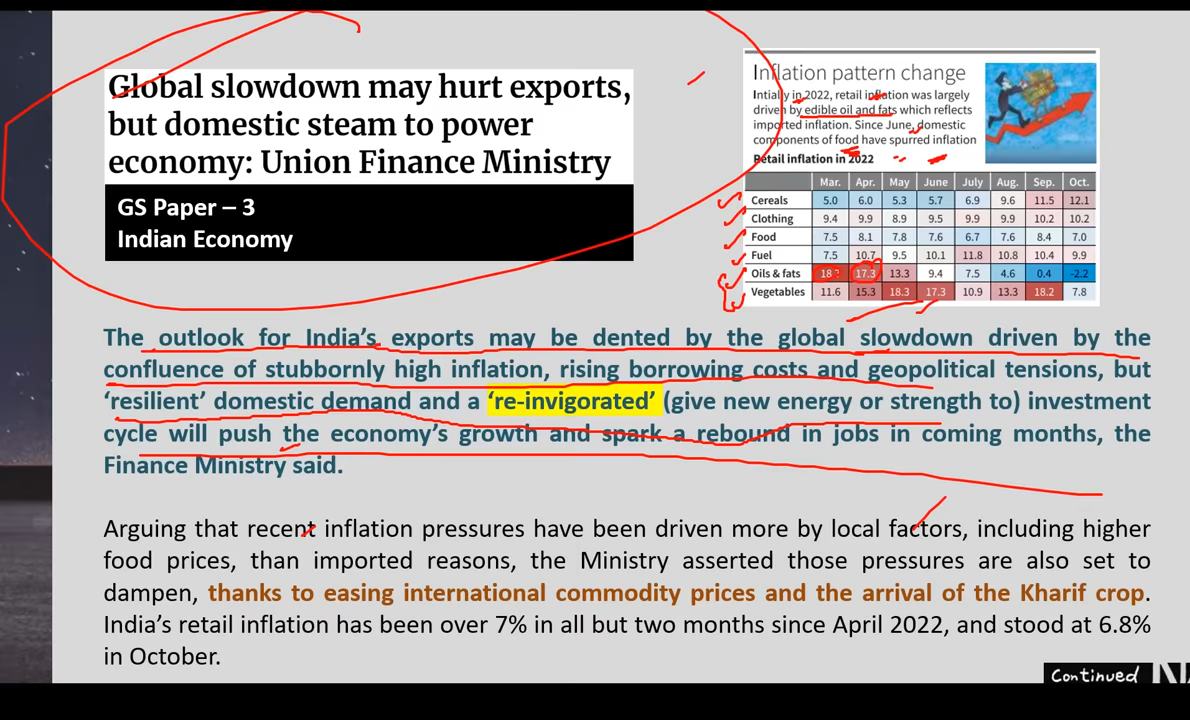 Global slowdown may hurt exports,
but domestic steam to power
economy: Union Finance Ministry
GS Paper – 3
Indian Economy
Inflation pattern change
Intially in 2022, retail inflation was largely
driven by edible oil and fats which reflects
imported inflation. Since June, domestic
components of food have spurred inflation
Retail inflation in 2022
Mar. Apr. May June July Aug. Sep. Oct.
Cereals 5.0 6.0 5.3 5.7 6.9 9.6 11.5 12.1
Clothing 9.4 9.9 8.9 9.5 9.9 9.9 10.2 10.2
Food 7.5 8.1 7.8 7.6 6.7 7.6 8.4 7.0
Fuel 7.5 10.7 9.5 10.1 11.8 10.8 10.4 9.9
Oils & fats 17.3 13.3 9.4 7.5 4.6 0.4 -2.2
Vegetables 11.6 15.3 18.3 17.3 10.9 13.3 18.2 7.8
The outlook for India's exports may be dented by the global slowdown driven by the
confluence of stubbornly high inflation, rising borrowing costs and geopolitical tensions, but
'resilient' domestic demand and a 're-invigorated' (give new energy or strength to) investment
cycle will push the economy's growth and spark a rebound in jobs in coming months, the
Finance Ministry said.
Arguing that recent inflation pressures have been driven more by local factors, including higher
food prices, than imported reasons, the Ministry asserted those pressures are also set to
dampen, thanks to easing international commodity prices and the arrival of the Kharif crop.
India's retail inflation has been over 7% in all but two months since April 2022, and stood at 6.8%
in October.
Continued